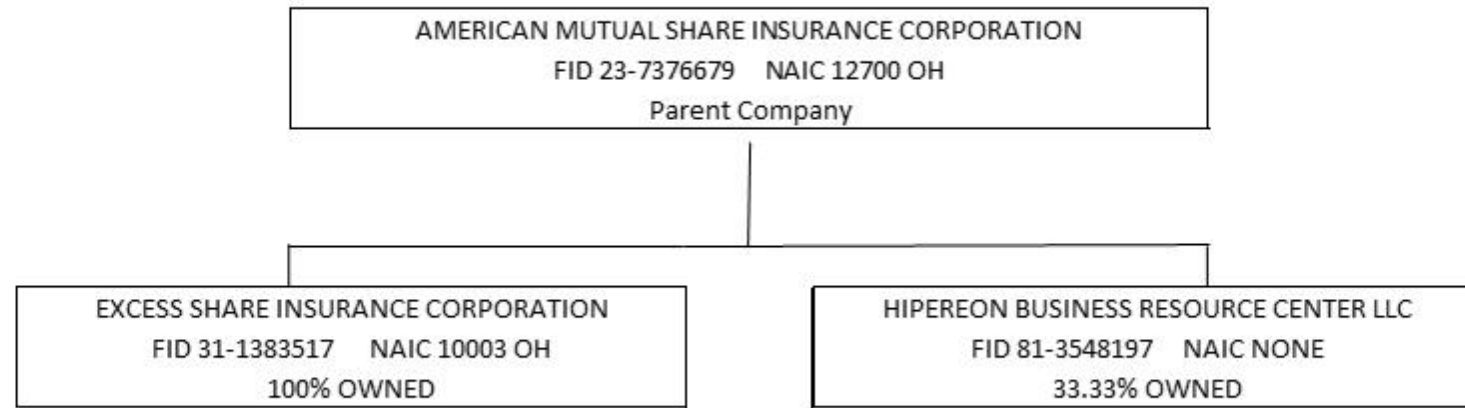 AMERICAN MUTUAL SHARE INSURANCE CORPORATION
FID 23-7376679 NAIC 12700 OH
Parent Company
EXCESS SHARE INSURANCE CORPORATION
FID 31-1383517 NAIC 10003 OH
100% OWNED
HIPEREON BUSINESS RESOURCE CENTER LLC
FID 81-3548197 NAIC NONE
33.33% OWNED